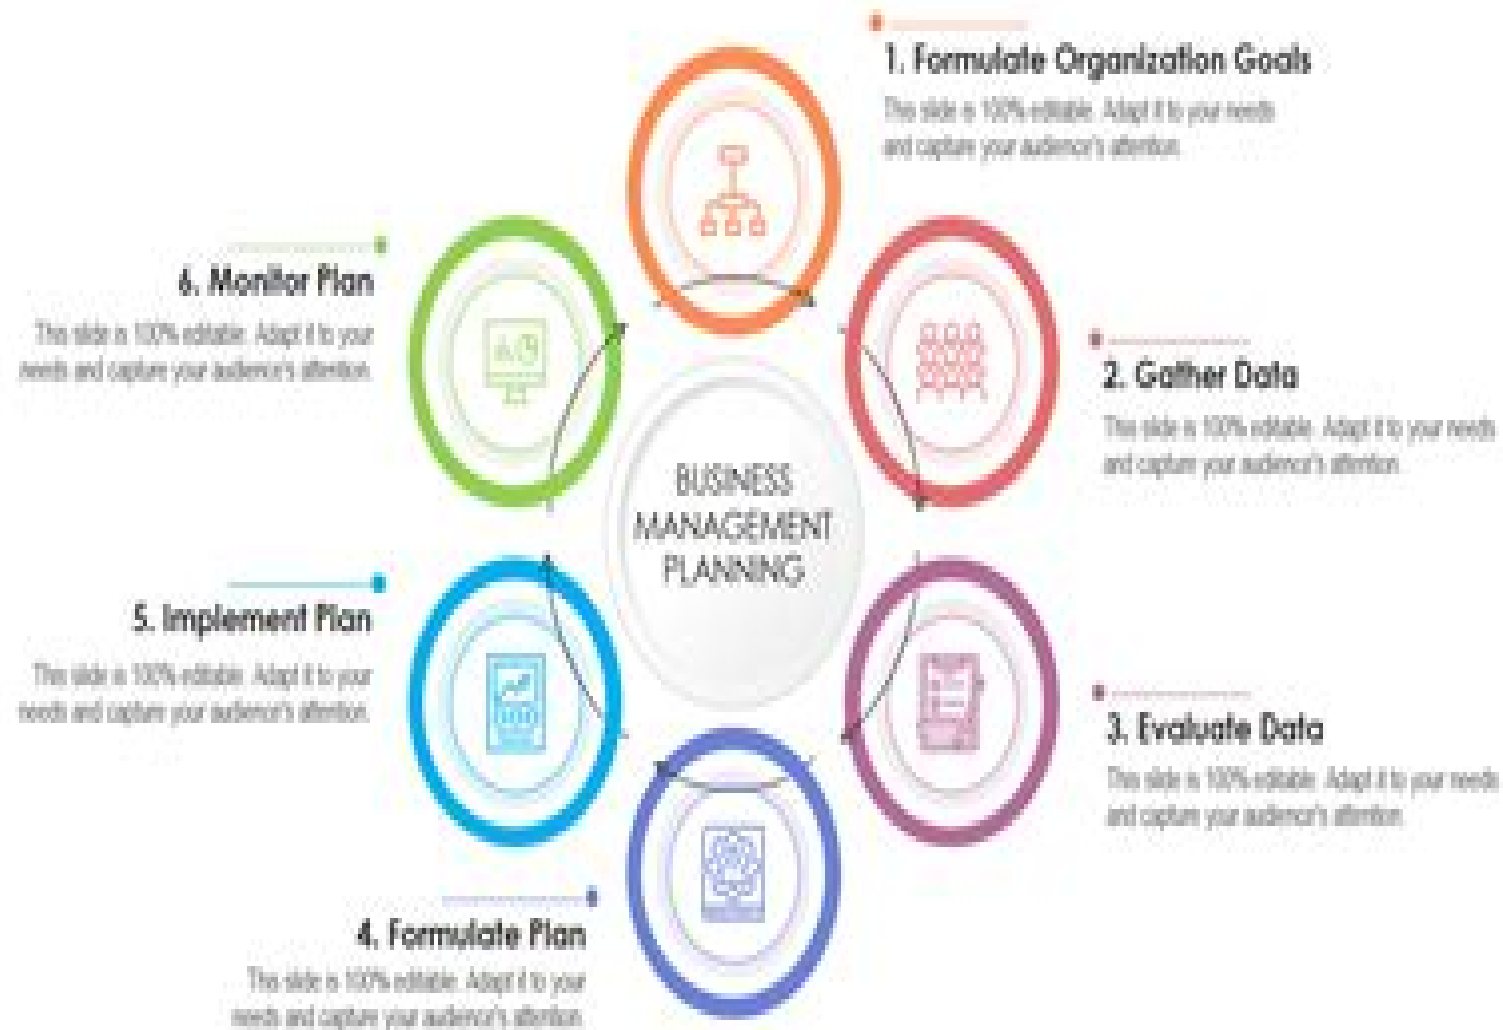 1. Formulate Organization Goals
This slide is 100% editable. Adapt it to your needs
and capture your audience's attention.
2. Gather Data
This slide is 100% editable. Adapt it to your needs
and capture your audience's attention.
3. Evaluate Data
This slide is 100% editable. Adapt it to your needs
and capture your audience's attention.
4. Formulate Plan
This slide is 100% editable. Adapt it to your
needs and capture your audience's attention.
5. Implement Plan
This slide is 100% editable. Adapt it to your
needs and capture your audience's attention.
6. Monitor Plan
This slide is 100% editable. Adapt it to your
needs and capture your audience's attention.
BUSINESS
MANAGEMENT
PLANNING